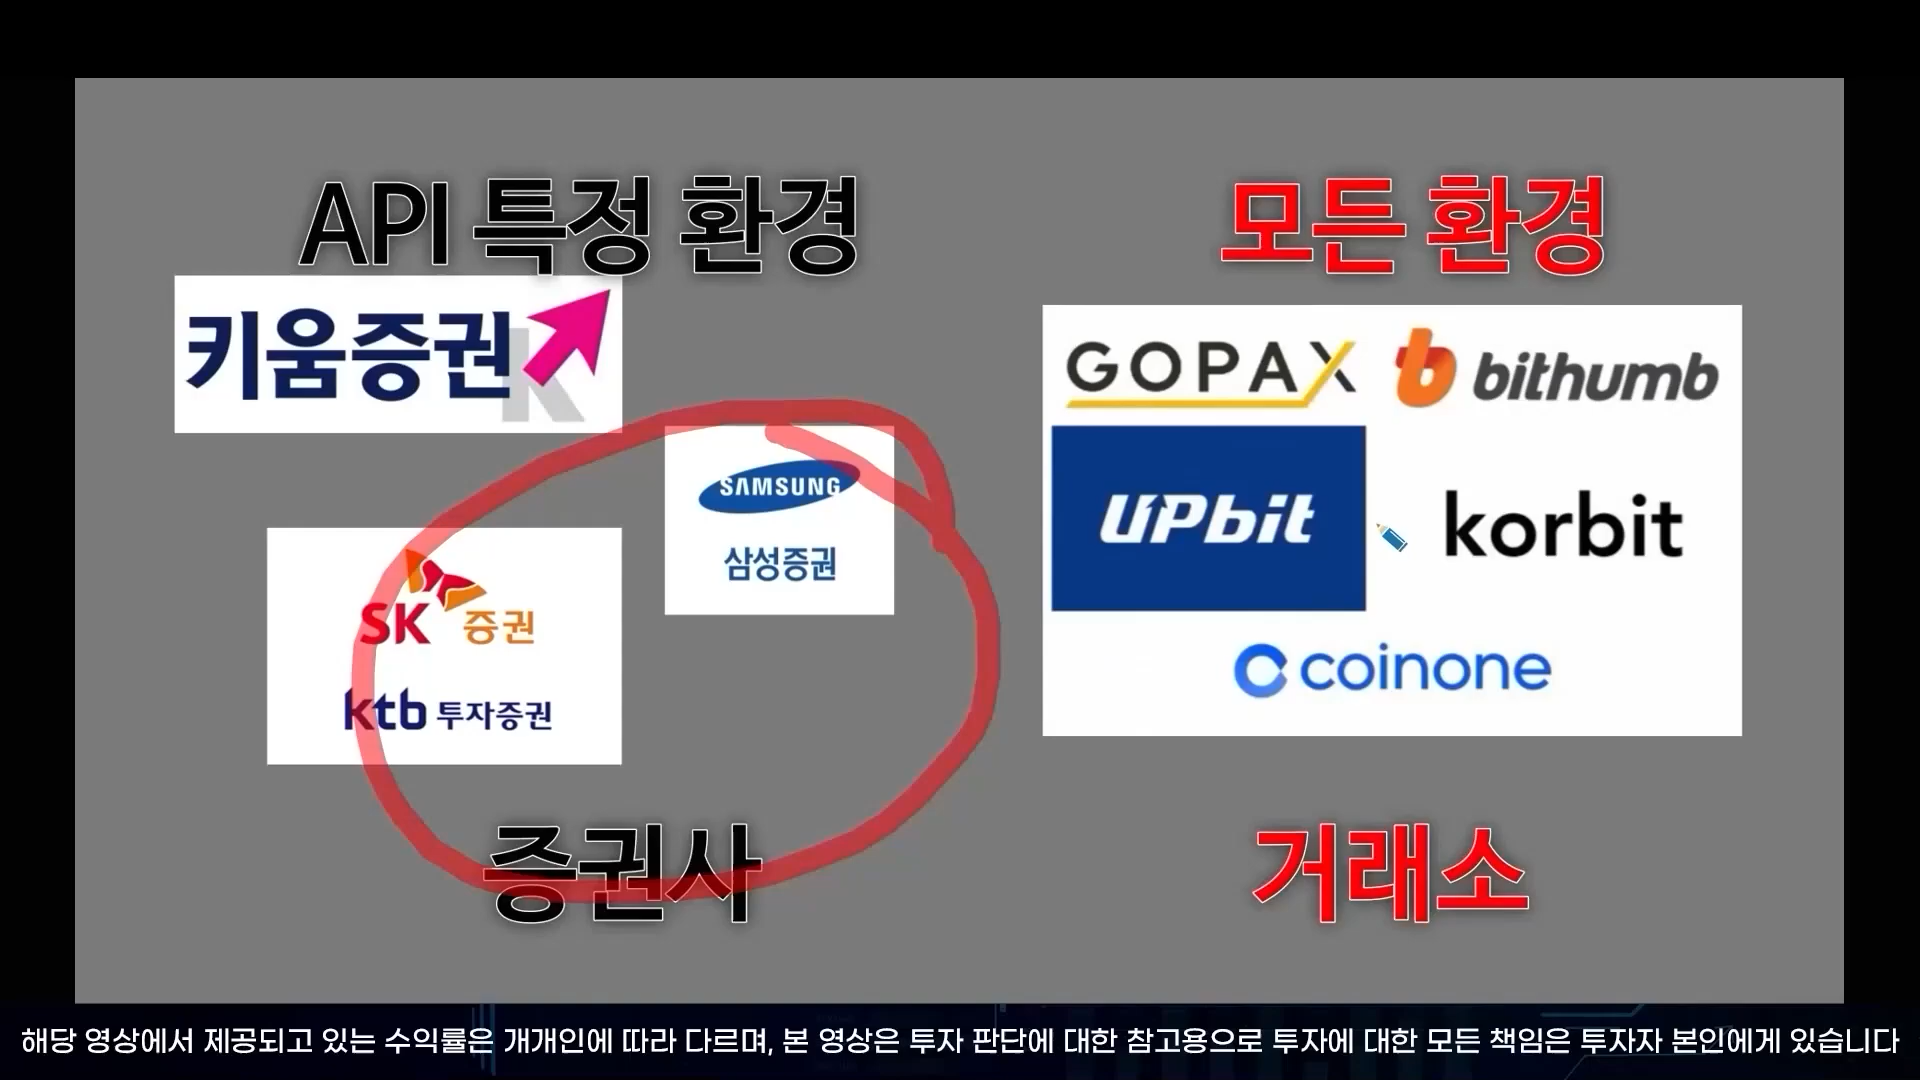 API 특정 환경
키움증권
SAMSUNG
삼성증권
SK 증권
ktb 투자증권
증권사
모든 환경
GOPAX
bithumb
UPbit
korbit
coinone
거래소
해당 영상에서 제공되고 있는 수익률은 개개인에 따라 다르며, 본 영상은 투자 판단에 대한 참고용으로 투자에 대한 모든 책임은 투자자 본인에게 있습니다